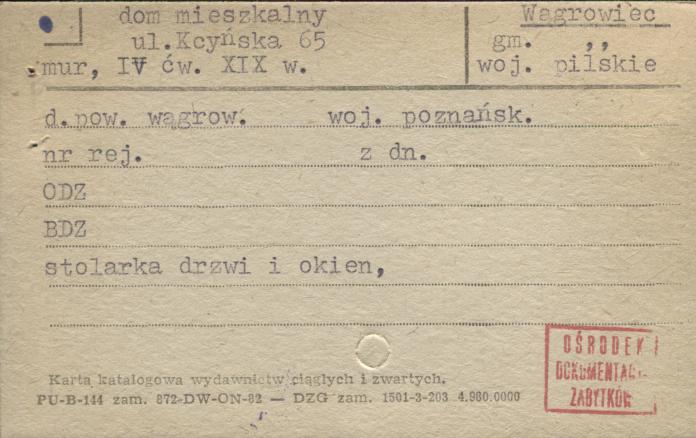 dom mieszkalny
ul.Kcyńska 65
mur, IV ćw. XIX w.
Wągrowiec
gm. ,,
woj. pilskie
d.pow. wągrow. woj. poznańsk.
nr rej. z dn.
ODZ
BDZ
stolarka drzwi i okien,
OŚRODEK
DOKUMENTAC
ZABYTKÓW
Karta katalogowa wydawnictw ciągłych i zwartych.
PU-B-144 zam. 872-DW-ON-82 — DZG zam. 1501-3-203 4.980.0000